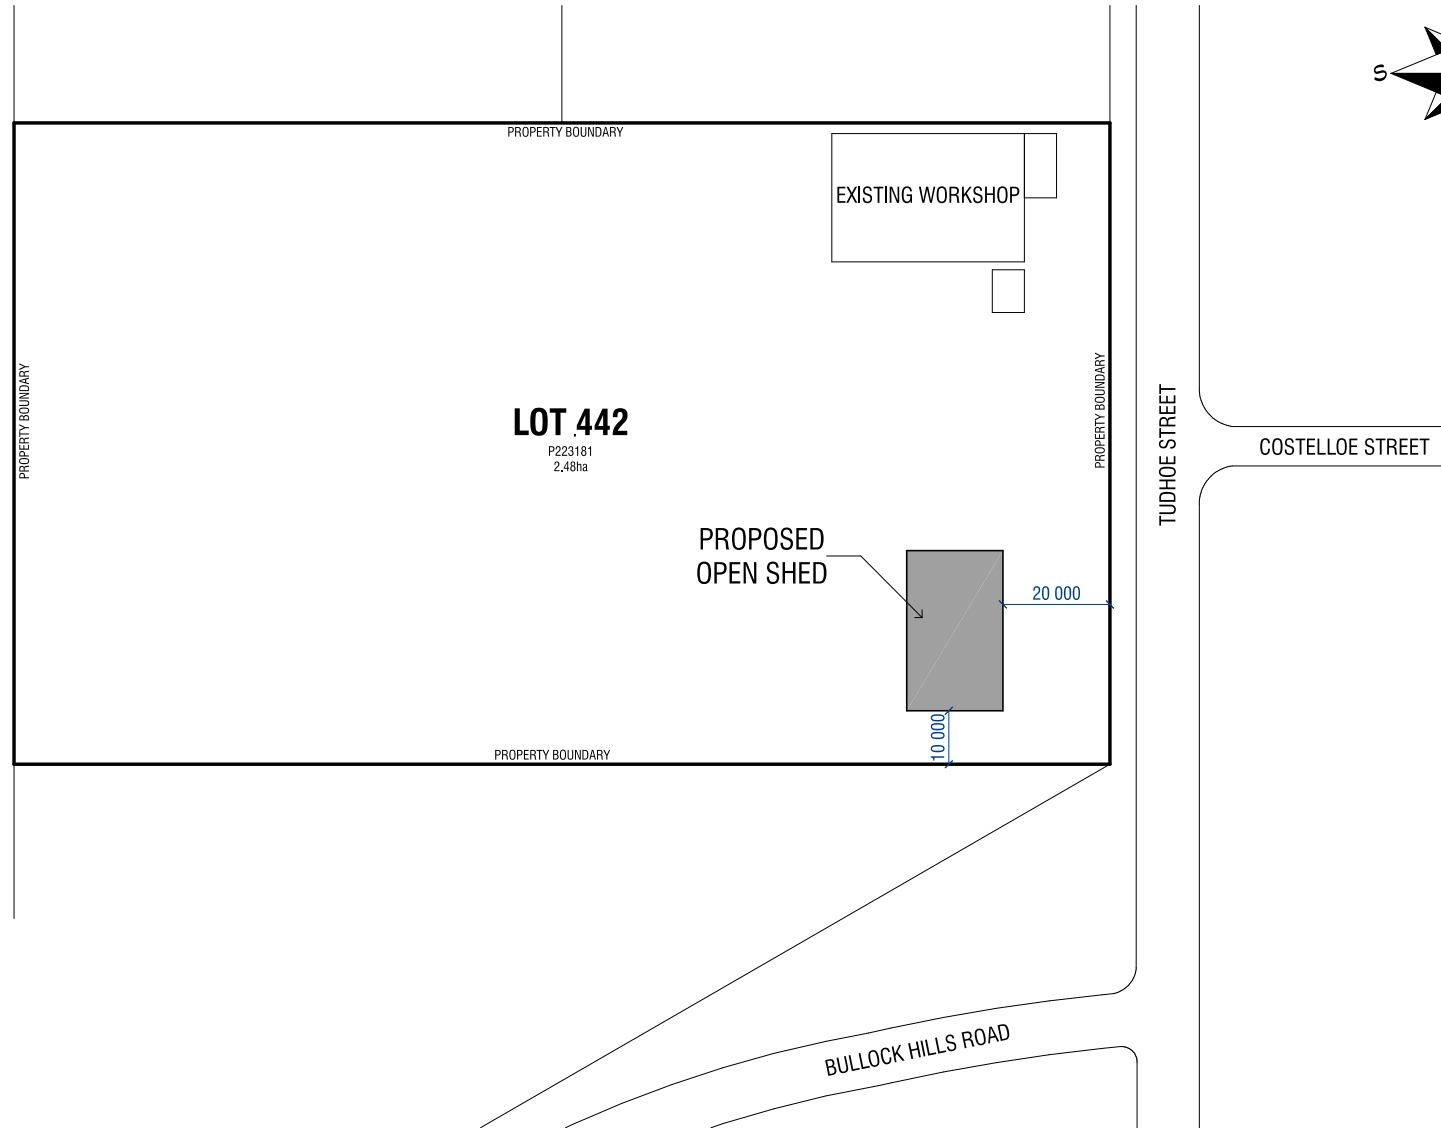 S
PROPERTY BOUNDARY
EXISTING WORKSHOP
PROPERTY BOUNDARY
PROPERTY BOUNDARY
LOT 442
P223181
2.48ha
TUDHOE STREET
COSTELLOE STREET
PROPOSED
OPEN SHED
20 000
10 000
PROPERTY BOUNDARY
BULLOCK HILLS ROAD